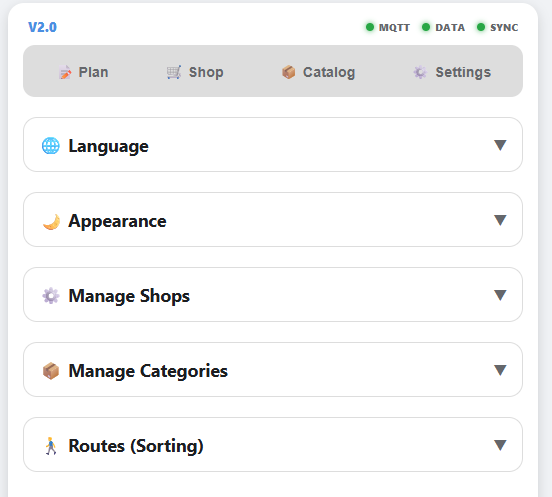 V2.0 MQTT DATA SYNC
Plan Shop Catalog Settings
Language
Appearance
Manage Shops
Manage Categories
Routes (Sorting)